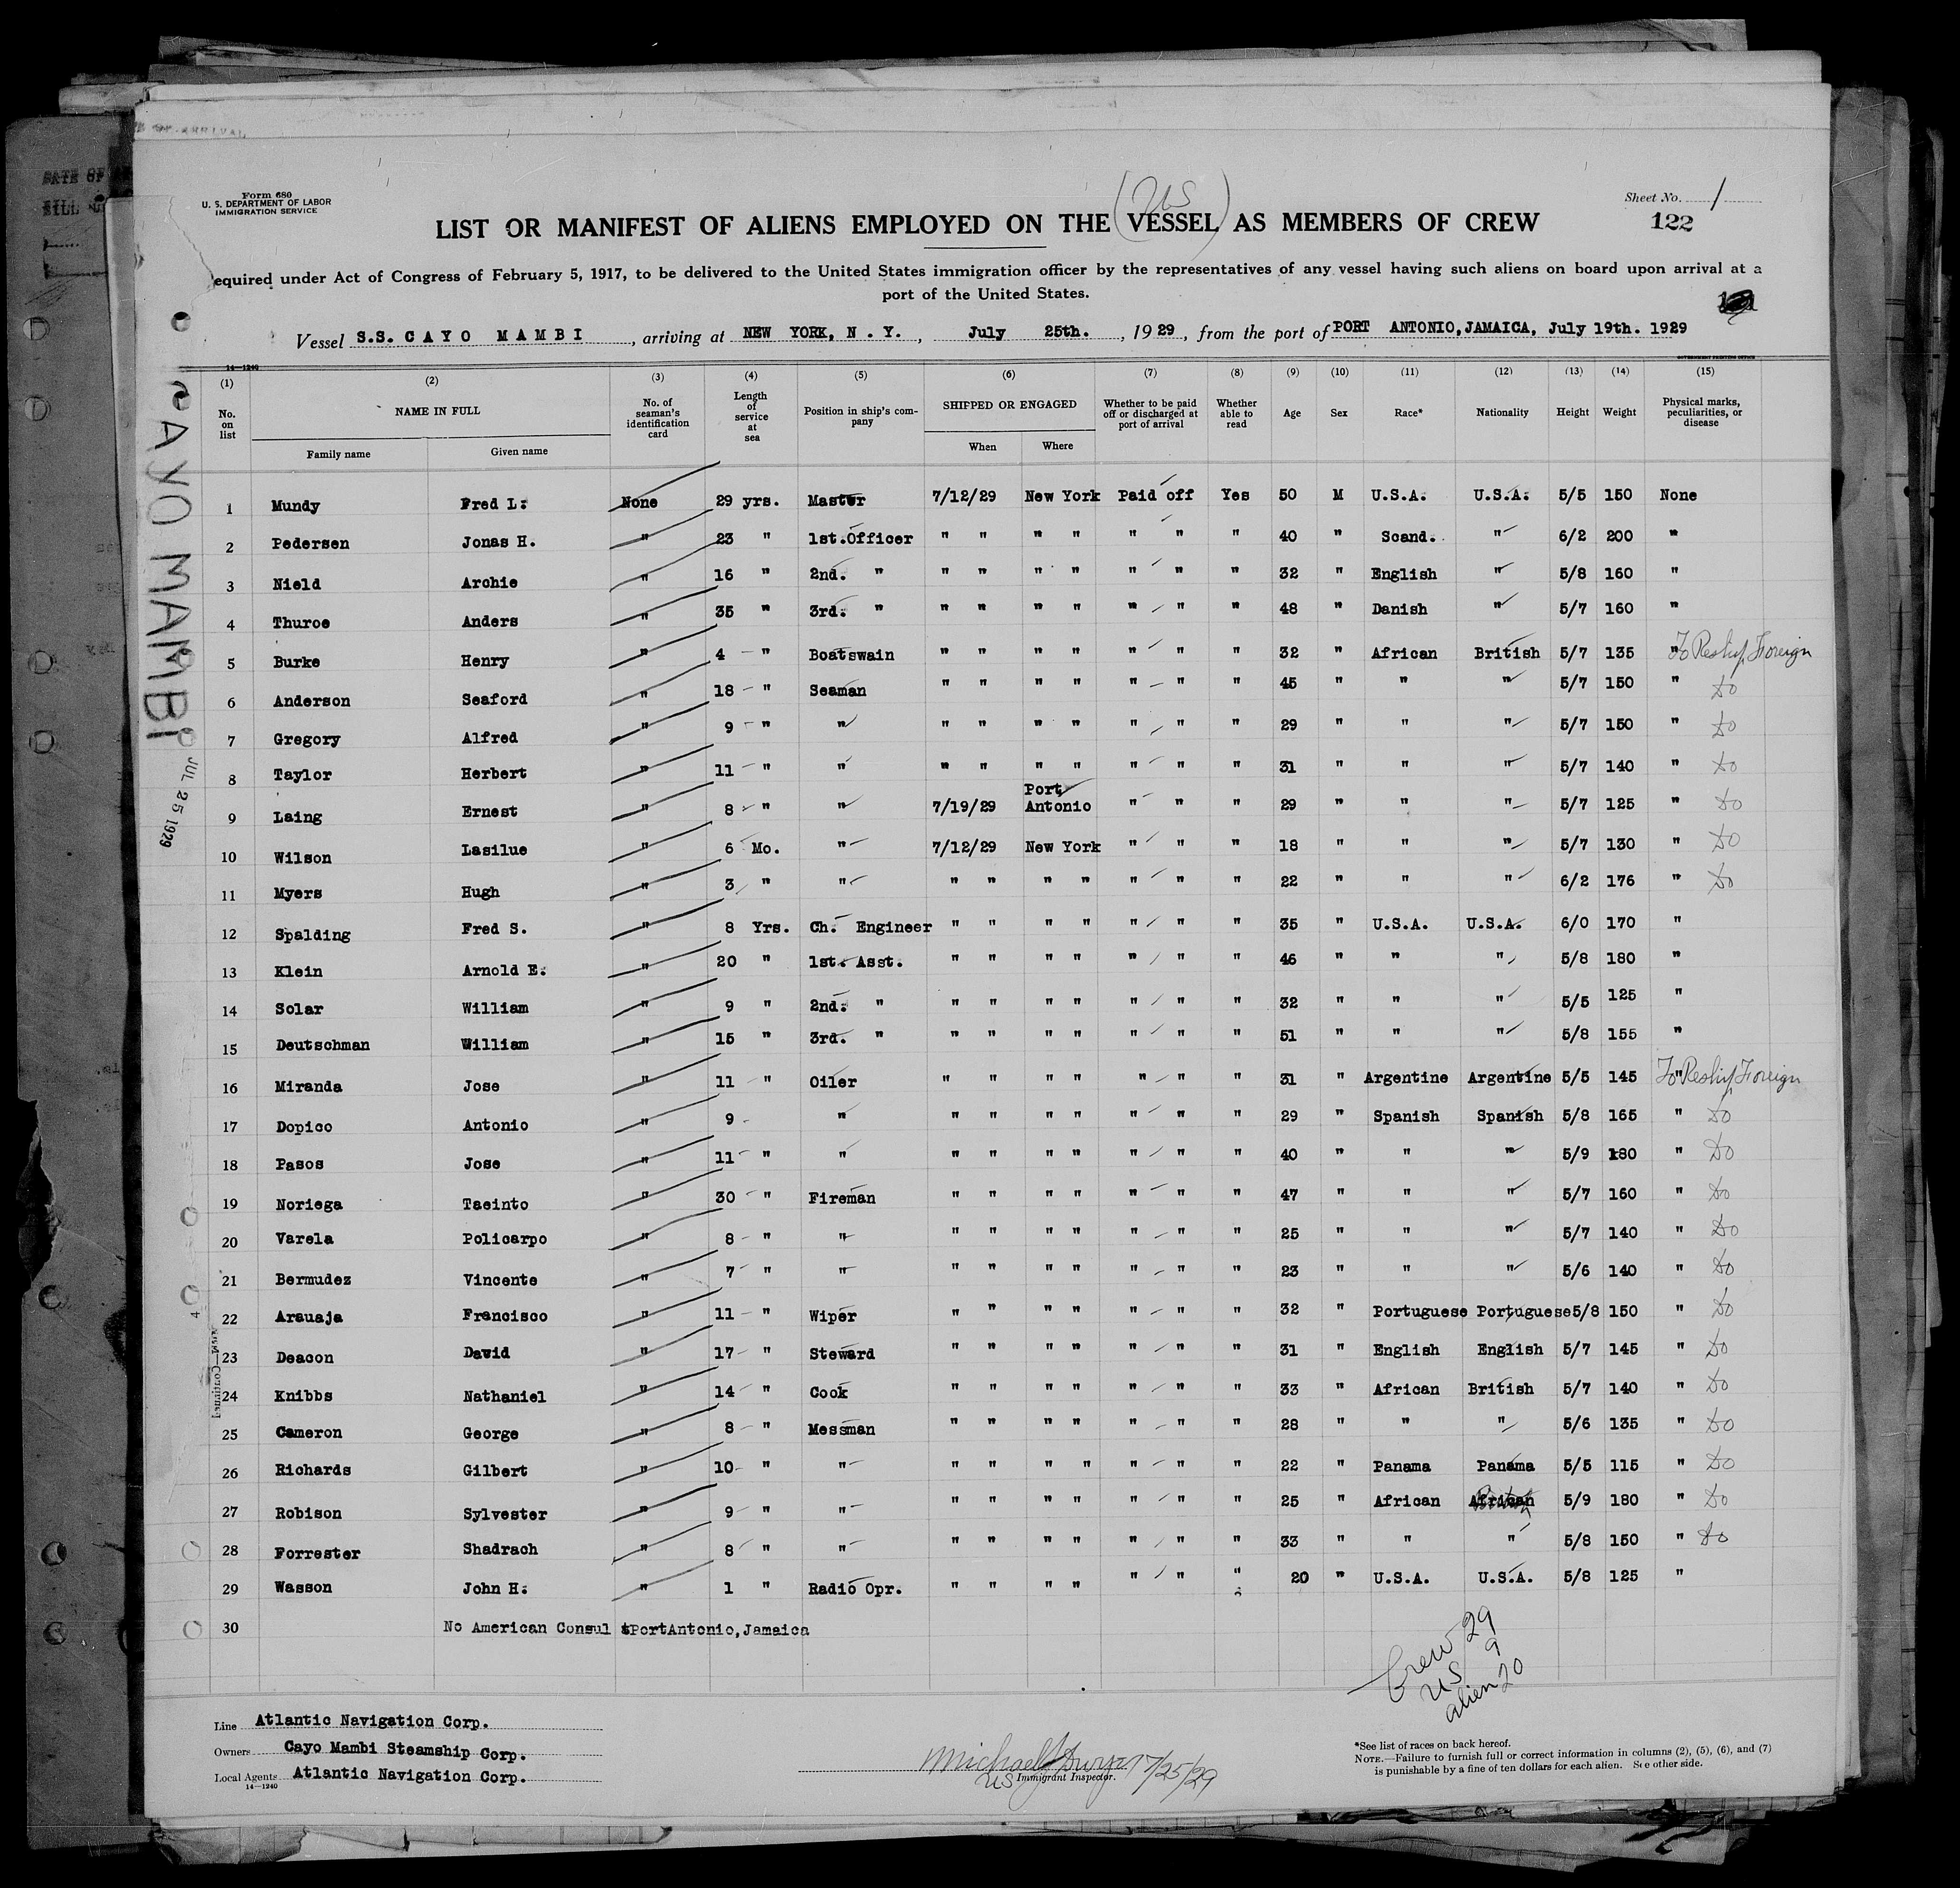 Form 680
U. S. DEPARTMENT OF LABOR
IMMIGRATION SERVICE
(US)
Sheet No. 1
122
LIST OR MANIFEST OF ALIENS EMPLOYED ON THE VESSEL AS MEMBERS OF CREW
equired under Act of Congress of February 5, 1917, to be delivered to the United States immigration officer by the representatives of any vessel having such aliens on board upon arrival at a
port of the United States.
Vessel S.S. CAYO MAMBI, arriving at NEW YORK, N.Y., July 25th., 1929, from the port of PORT ANTONIO, JAMAICA, July 19th. 1929
14—1240
GOVERNMENT PRINTING OFFICE
(1) (2) (3) (4) (5) (6) (7) (8) (9) (10) (11) (12) (13) (14) (15)
No. on list | NAME IN FULL | No. of seaman's identification card | Length of service at sea | Position in ship's company | SHIPPED OR ENGAGED | Whether to be paid off or discharged at port of arrival | Whether able to read | Age | Sex | Race* | Nationality | Height | Weight | Physical marks, peculiarities, or disease
Family name | Given name | When | Where
1 Mundy Fred L. None 29 yrs. Master 7/12/29 New York Paid off Yes 50 M U.S.A. U.S.A. 5/5 150 None
2 Pedersen Jonas H. " 23 " 1st.Officer " " " " " " " 40 " Scand. " 6/2 200 "
3 Nield Archie " 16 " 2nd. " " " " " " " " 32 " English " 5/8 160 "
4 Thuroe Anders " 35 " 3rd. " " " " " " " " 48 " Danish " 5/7 160 "
5 Burke Henry " 4 " Boatswain " " " " " " " 32 " African British 5/7 135 " To Reship Foreign
6 Anderson Seaford " 18 " Seaman " " " " " " " 45 " " " 5/7 150 " Do
7 Gregory Alfred " 9 " " " " " " " " " 29 " " " 5/7 150 " Do
8 Taylor Herbert " 11 " " " " " " " " " 31 " " " 5/7 140 " Do
9 Laing Ernest " 8 " " 7/19/29 Port Antonio " " " 29 " " " 5/7 125 " Do
10 Wilson Lasilue " 6 Mo. " 7/12/29 New York " " " 18 " " " 5/7 130 " Do
11 Myers Hugh " 3 " " " " " " " " " 22 " " " 6/2 176 " Do
12 Spalding Fred S. " 8 Yrs. Ch. Engineer " " " " " " " 35 " U.S.A. U.S.A. 6/0 170 "
13 Klein Arnold E. " 20 " 1st. Asst. " " " " " " " 46 " " " 5/8 180 "
14 Solar William " 9 " 2nd. " " " " " " " " 32 " " " 5/5 125 "
15 Deutschman William " 15 " 3rd. " " " " " " " " 51 " " " 5/8 155 "
16 Miranda Jose " 11 " Oiler " " " " " " " 31 " Argentine Argentine 5/5 145 " To Reship Foreign
17 Dopico Antonio " 9 " " " " " " " " 29 " Spanish Spanish 5/8 165 " Do
18 Pasos Jose " 11 " " " " " " " " " 40 " " " 5/9 180 " Do
19 Noriega Tacinto " 30 " Fireman " " " " " " " 47 " " " 5/7 160 " Do
20 Varela Policarpo " 8 " " " " " " " " " 25 " " " 5/7 140 " Do
21 Bermudez Vincente " 7 " " " " " " " " " 23 " " " 5/6 140 " Do
22 Arauaja Francisco " 11 " Wiper " " " " " " " 32 " Portuguese Portuguese 5/8 150 " Do
23 Deacon David " 17 " Steward " " " " " " " 31 " English English 5/7 145 " Do
24 Knibbs Nathaniel " 14 " Cook " " " " " " " 33 " African British 5/7 140 " Do
25 Cameron George " 8 " Messman " " " " " " " 28 " " " 5/6 135 " Do
26 Richards Gilbert " 10 " " " " " " " " " 22 " Panama Panama 5/5 115 " Do
27 Robison Sylvester " 9 " " " " " " " " " 25 " African African 5/9 180 " Do
28 Forrester Shadrach " 8 " " " " " " " " " 33 " " " 5/8 150 " Do
29 Wasson John H. " 1 " Radio Opr. " " " " " " " 20 " U.S.A. U.S.A. 5/8 125 "
30 No American Consul PortAntonio,Jamaica
Crew 29
US 9
alien 20
Line Atlantic Navigation Corp.
Owners Cayo Mambi Steamship Corp.
Local Agents Atlantic Navigation Corp.
14—1240
Michael 7/25/29
US Immigrant Inspector.
*See list of races on back hereof.
NOTE.—Failure to furnish full or correct information in columns (2), (5), (6), and (7)
is punishable by a fine of ten dollars for each alien. See other side.
CAYO MAMBI
JUL 25 1929